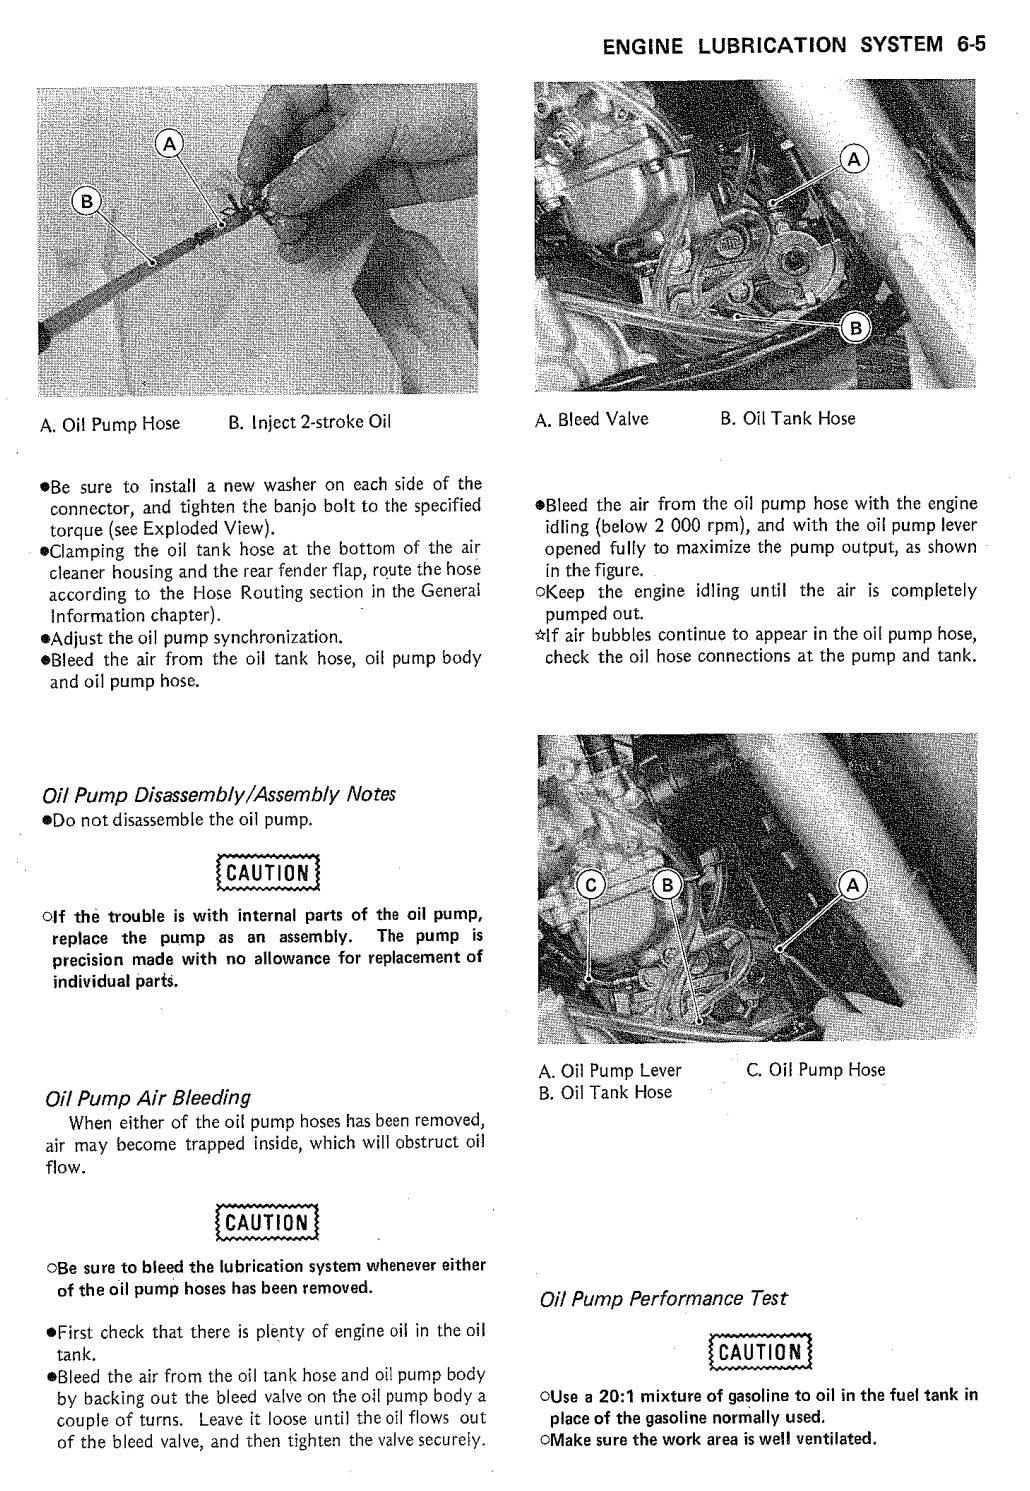 ENGINE LUBRICATION SYSTEM 6-5
A
B
A. Oil Pump Hose B. Inject 2-stroke Oil
●Be sure to install a new washer on each side of the
connector, and tighten the banjo bolt to the specified
torque (see Exploded View).
●Clamping the oil tank hose at the bottom of the air
cleaner housing and the rear fender flap, route the hose
according to the Hose Routing section in the General
Information chapter).
●Adjust the oil pump synchronization.
●Bleed the air from the oil tank hose, oil pump body
and oil pump hose.
Oil Pump Disassembly/Assembly Notes
●Do not disassemble the oil pump.
CAUTION
○If the trouble is with internal parts of the oil pump,
replace the pump as an assembly. The pump is
precision made with no allowance for replacement of
individual parts.
Oil Pump Air Bleeding
When either of the oil pump hoses has been removed,
air may become trapped inside, which will obstruct oil
flow.
CAUTION
○Be sure to bleed the lubrication system whenever either
of the oil pump hoses has been removed.
●First check that there is plenty of engine oil in the oil
tank.
●Bleed the air from the oil tank hose and oil pump body
by backing out the bleed valve on the oil pump body a
couple of turns. Leave it loose until the oil flows out
of the bleed valve, and then tighten the valve securely.
A
B
A. Bleed Valve B. Oil Tank Hose
●Bleed the air from the oil pump hose with the engine
idling (below 2 000 rpm), and with the oil pump lever
opened fully to maximize the pump output, as shown
in the figure.
○Keep the engine idling until the air is completely
pumped out.
☆If air bubbles continue to appear in the oil pump hose,
check the oil hose connections at the pump and tank.
C B A
A. Oil Pump Lever C. Oil Pump Hose
B. Oil Tank Hose
Oil Pump Performance Test
CAUTION
○Use a 20:1 mixture of gasoline to oil in the fuel tank in
place of the gasoline normally used.
○Make sure the work area is well ventilated.